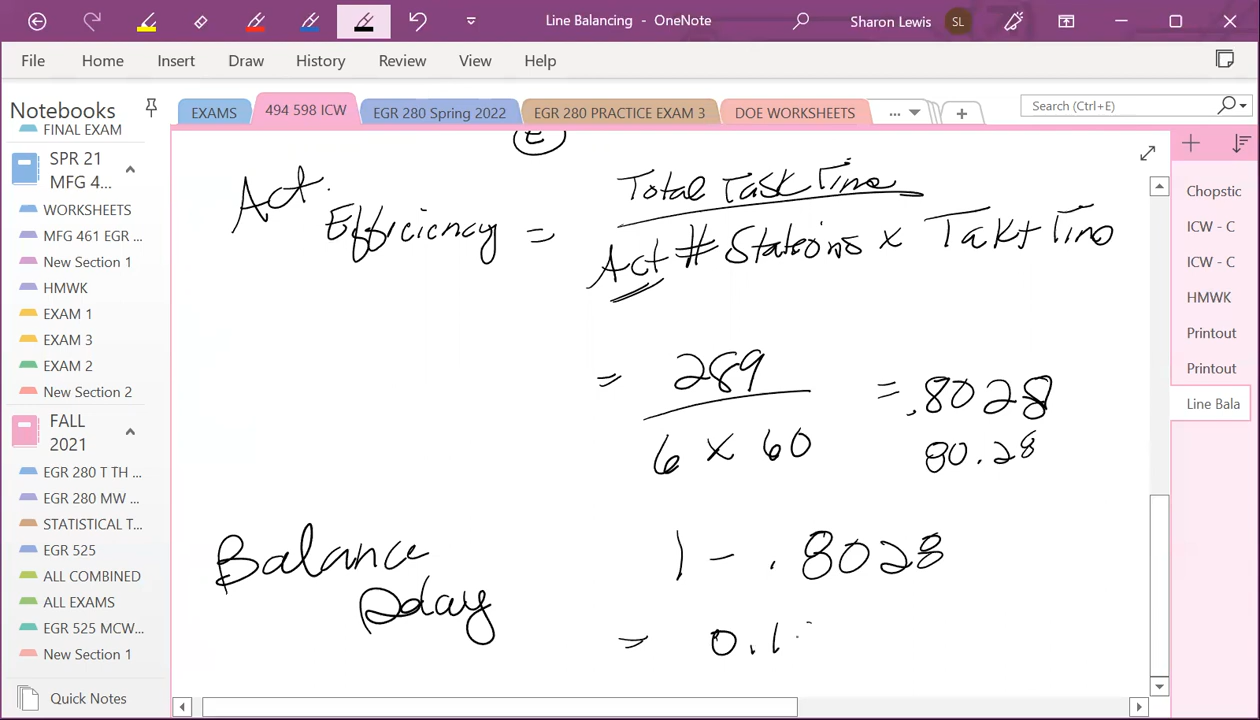 Line Balancing - OneNote
Sharon Lewis SL
File Home Insert Draw History Review View Help
Notebooks
EXAMS 494 598 ICW EGR 280 Spring 2022 EGR 280 PRACTICE EXAM 3 DOE WORKSHEETS ... +
Search (Ctrl+E)
FINAL EXAM
SPR 21
MFG 4...
WORKSHEETS
MFG 461 EGR ...
New Section 1
HMWK
EXAM 1
EXAM 3
EXAM 2
New Section 2
FALL
2021
EGR 280 T TH ...
EGR 280 MW ...
STATISTICAL T...
EGR 525
ALL COMBINED
ALL EXAMS
EGR 525 MCW...
New Section 1
Quick Notes
E
Act. Total Task Time
Efficiency = Act # Stations x Takt Time
= 289 = .8028
6 x 60 80.28
Balance 1 - .8028
Delay
= 0.1
Chopstic
ICW - C
ICW - C
HMWK
Printout
Printout
Line Bala